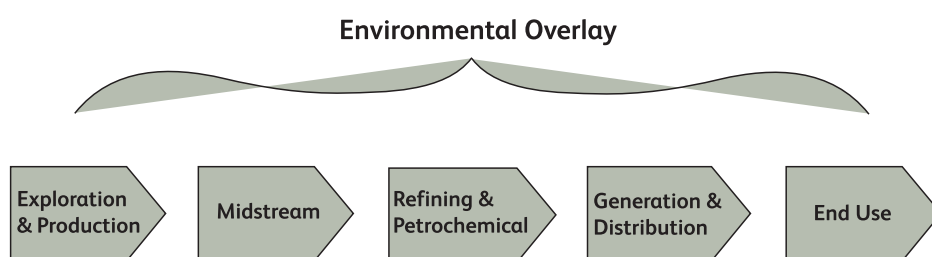 Environmental Overlay
Exploration
& Production
Midstream
Refining &
Petrochemical
Generation &
Distribution
End Use